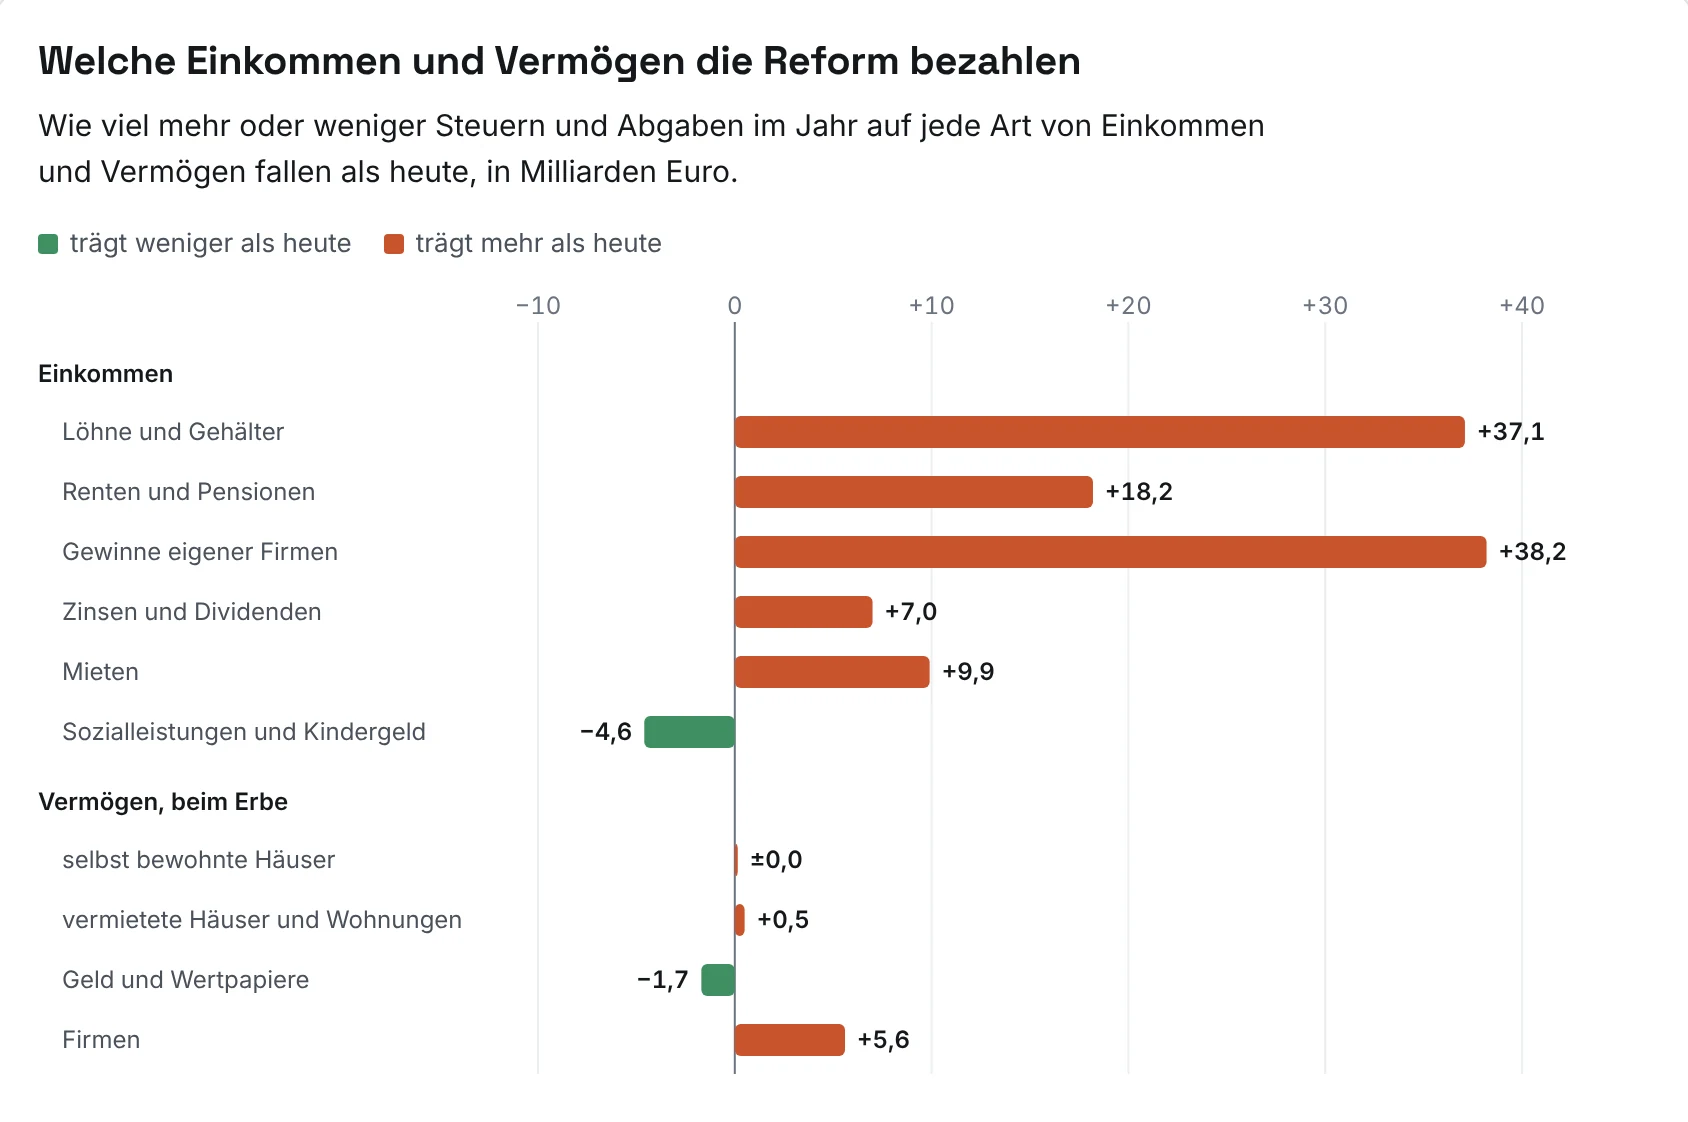 Welche Einkommen und Vermögen die Reform bezahlen
Wie viel mehr oder weniger Steuern und Abgaben im Jahr auf jede Art von Einkommen
und Vermögen fallen als heute, in Milliarden Euro.
trägt weniger als heute trägt mehr als heute
−10 0 +10 +20 +30 +40
Einkommen
Löhne und Gehälter +37,1
Renten und Pensionen +18,2
Gewinne eigener Firmen +38,2
Zinsen und Dividenden +7,0
Mieten +9,9
Sozialleistungen und Kindergeld −4,6
Vermögen, beim Erbe
selbst bewohnte Häuser ±0,0
vermietete Häuser und Wohnungen +0,5
Geld und Wertpapiere −1,7
Firmen +5,6